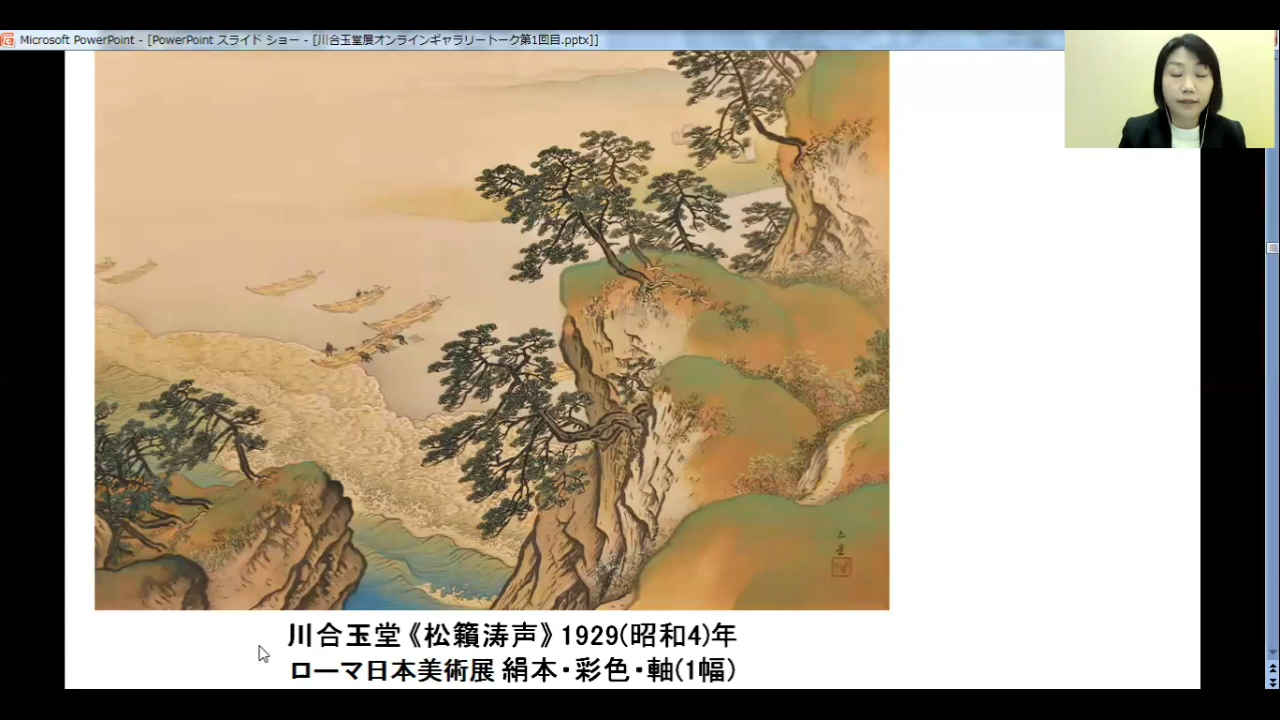 Microsoft PowerPoint - [PowerPoint スライド ショー - [川合玉堂展オンラインギャラリートーク第1回目.pptx]]
玉堂
川合玉堂《松籟涛声》1929(昭和4)年
ローマ日本美術展 絹本・彩色・軸(1幅)